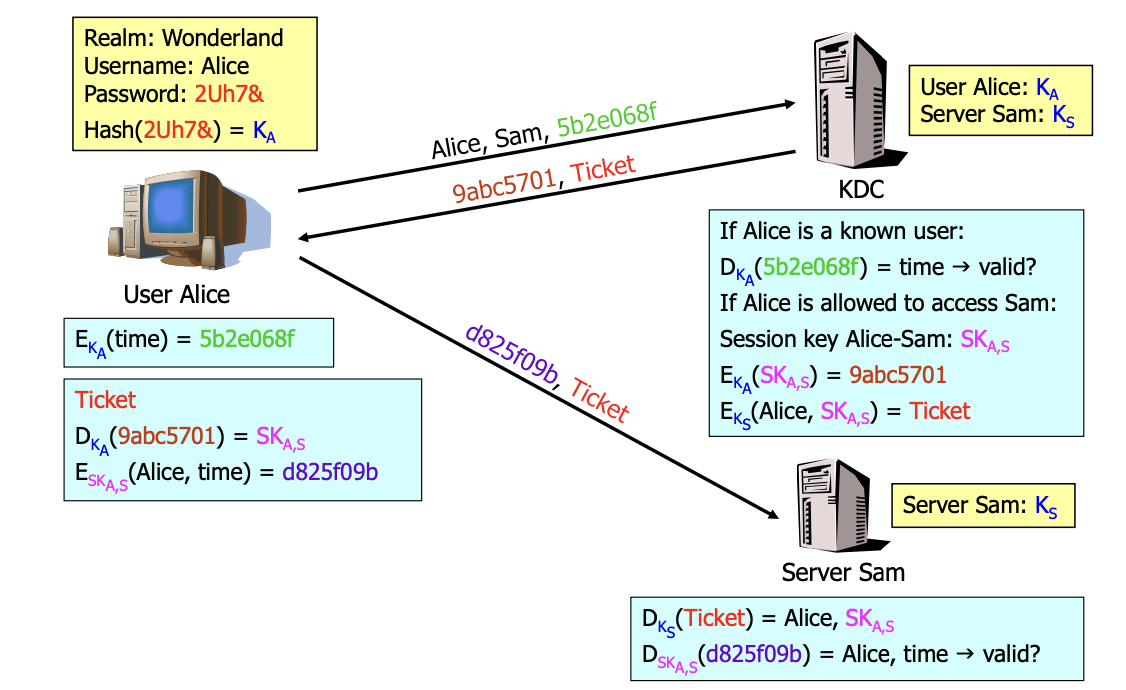 Realm: Wonderland
Username: Alice
Password: 2Uh7&
Hash(2Uh7&) = K_A
User Alice: K_A
Server Sam: K_S
Alice, Sam, 5b2e068f
9abc5701, Ticket
KDC
If Alice is a known user:
D_{K_A}(5b2e068f) = time → valid?
If Alice is allowed to access Sam:
Session key Alice-Sam: SK_{A,S}
E_{K_A}(SK_{A,S}) = 9abc5701
E_{K_S}(Alice, SK_{A,S}) = Ticket
User Alice
E_{K_A}(time) = 5b2e068f
Ticket
D_{K_A}(9abc5701) = SK_{A,S}
E_{SK_{A,S}}(Alice, time) = d825f09b
d825f09b, Ticket
Server Sam: K_S
Server Sam
D_{K_S}(Ticket) = Alice, SK_{A,S}
D_{SK_{A,S}}(d825f09b) = Alice, time → valid?